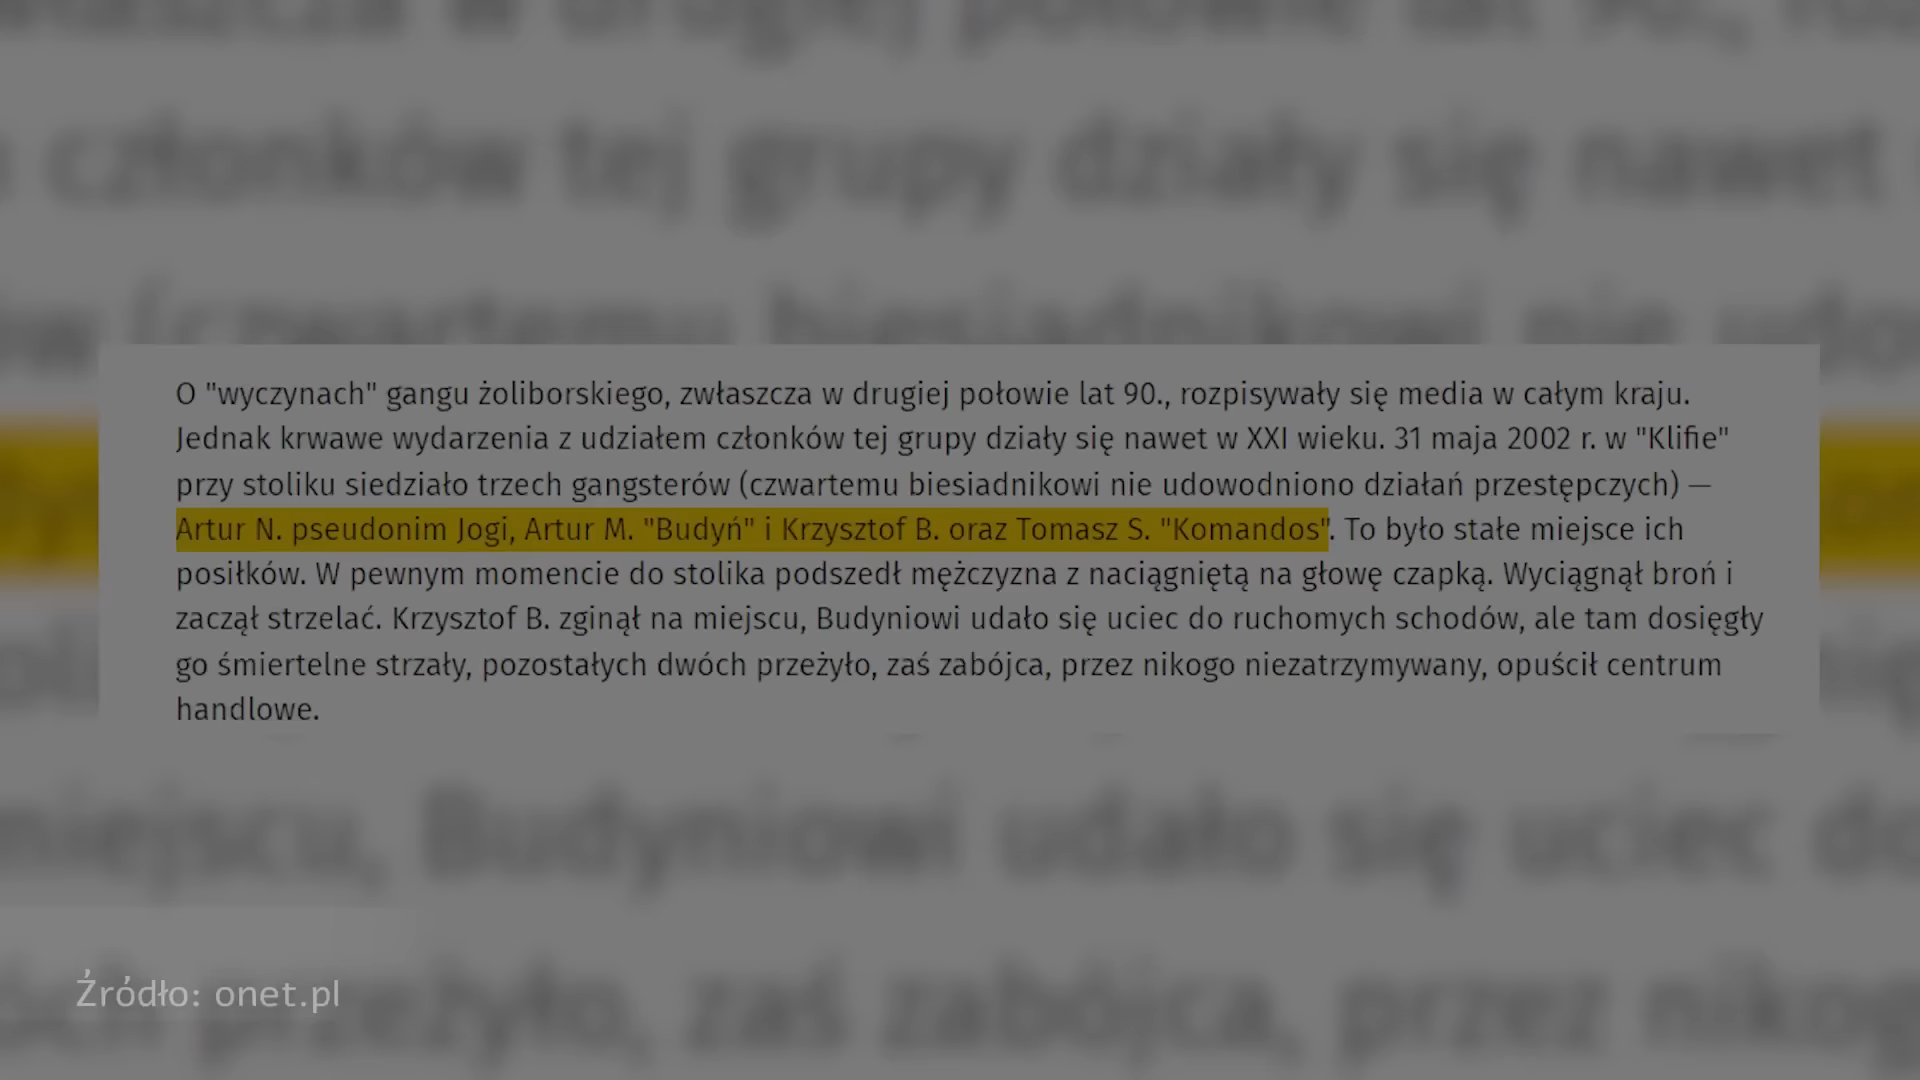 O "wyczynach" gangu żoliborskiego, zwłaszcza w drugiej połowie lat 90., rozpisywały się media w całym kraju.
Jednak krwawe wydarzenia z udziałem członków tej grupy działy się nawet w XXI wieku. 31 maja 2002 r. w "Klifie"
przy stoliku siedziało trzech gangsterów (czwartemu biesiadnikowi nie udowodniono działań przestępczych) —
Artur N. pseudonim Jogi, Artur M. "Budyń" i Krzysztof B. oraz Tomasz S. "Komandos". To było stałe miejsce ich
posiłków. W pewnym momencie do stolika podszedł mężczyzna z naciągniętą na głowę czapką. Wyciągnął broń i
zaczął strzelać. Krzysztof B. zginął na miejscu, Budyniowi udało się uciec do ruchomych schodów, ale tam dosięgły
go śmiertelne strzały, pozostałych dwóch przeżyło, zaś zabójca, przez nikogo niezatrzymywany, opuścił centrum
handlowe.
Źródło: onet.pl